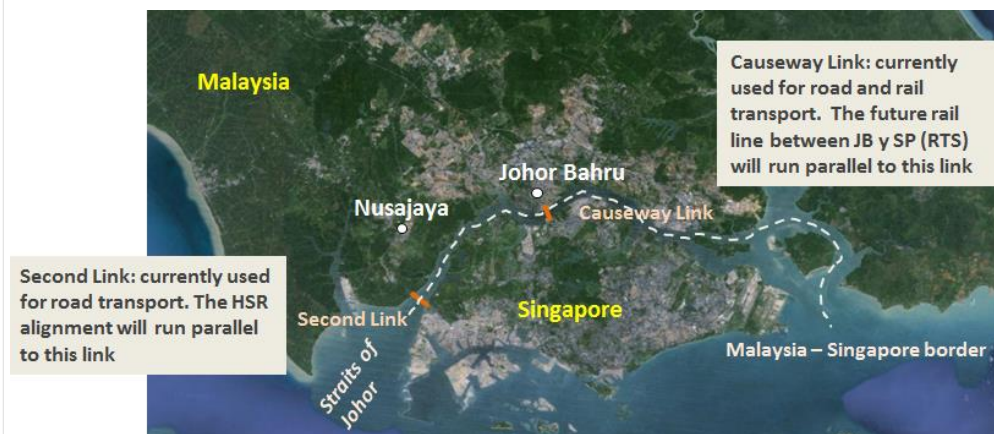 Malaysia
Causeway Link: currently
used for road and rail
transport. The future rail
line between JB y SP (RTS)
will run parallel to this link
Johor Bahru
Nusajaya
Causeway Link
Second Link: currently used
for road transport. The HSR
alignment will run parallel
to this link
Second Link
Singapore
Straits of
Johor
Malaysia – Singapore border